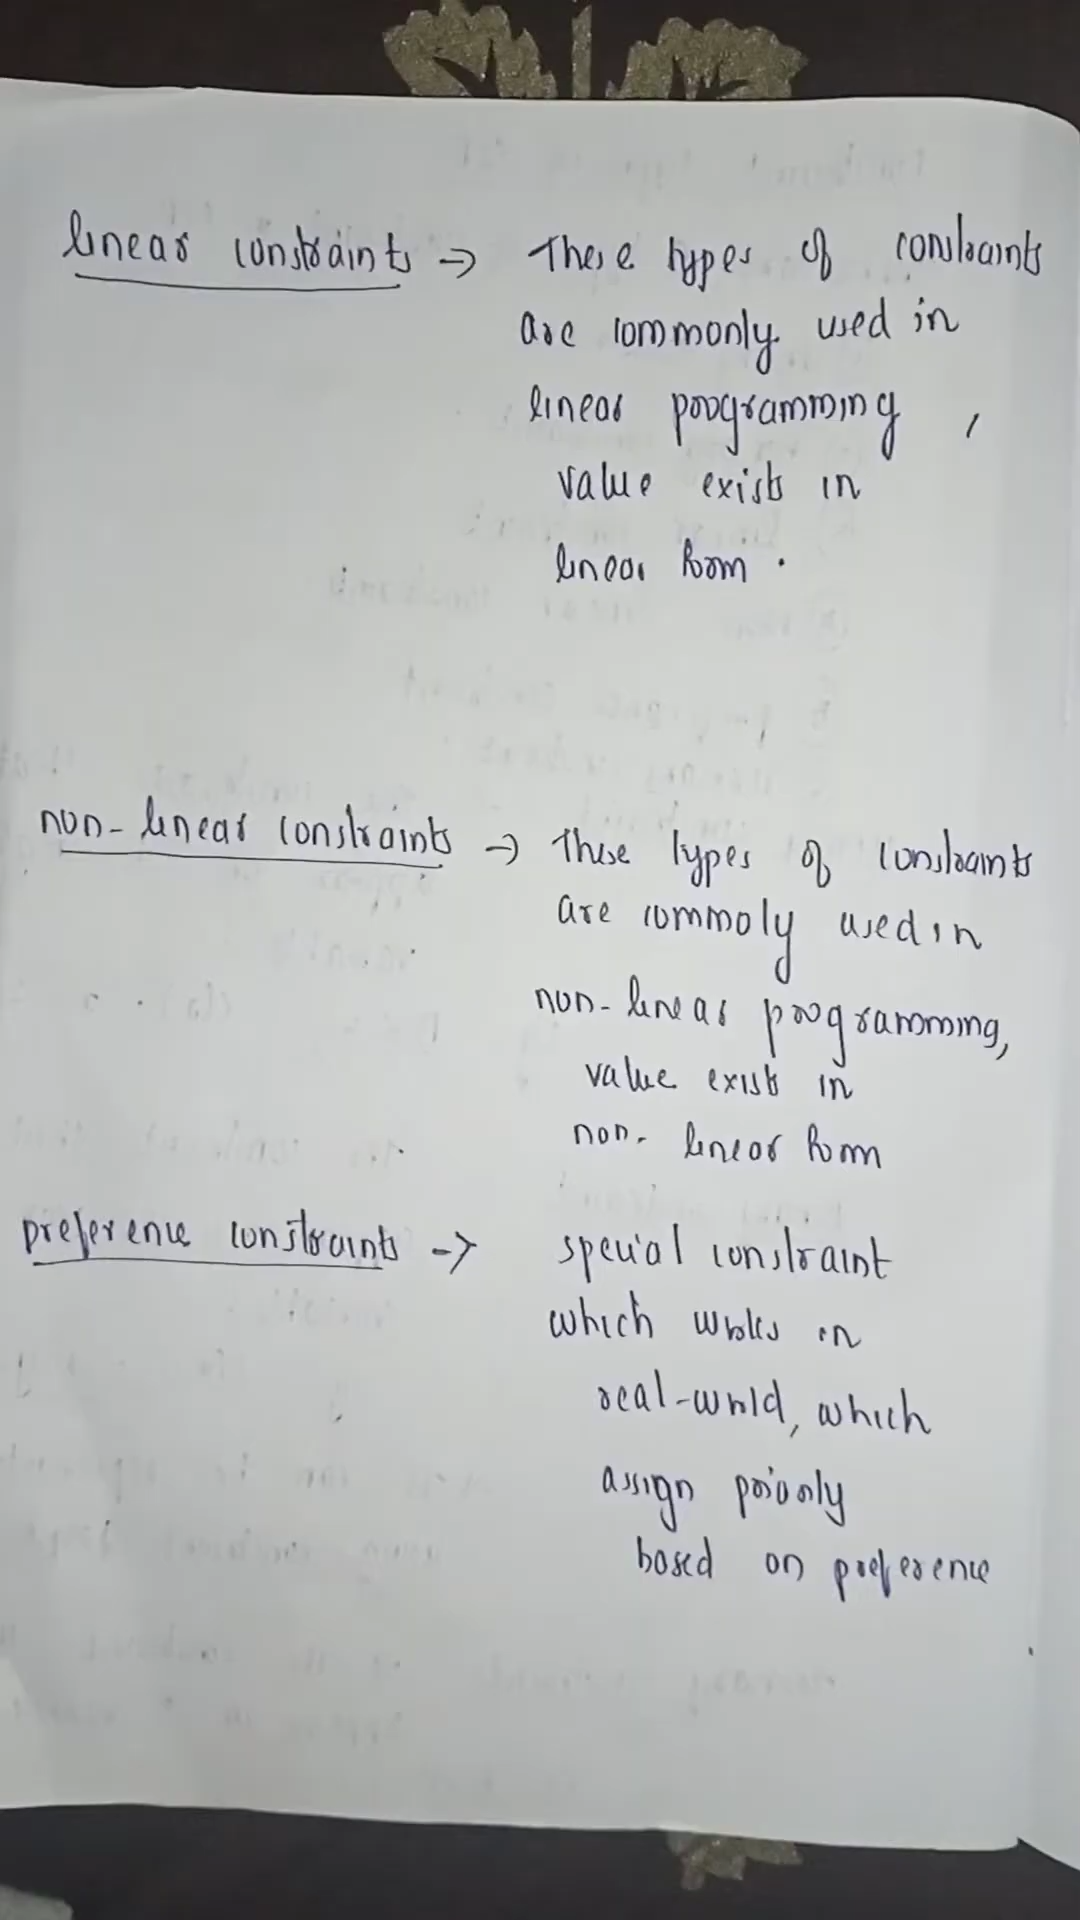 linear constraints → These types of constraints
are commonly used in
linear programming,
value exists in
linear form.
non-linear constraints → These types of constraints
are commoly used in
non-linear programming,
value exists in
non-linear form
preference constraints → special constraint
which works in
real-world, which
assign priority
based on preference